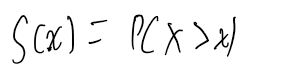 S(x) = P(X > x)